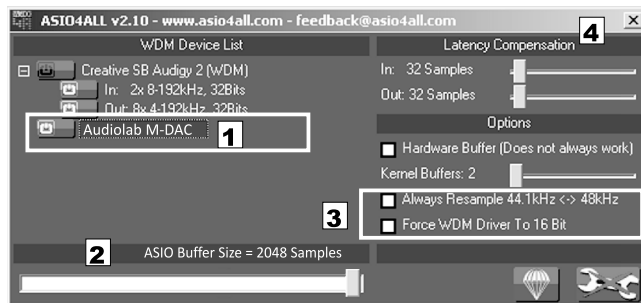 ASIO4ALL v2.10 - www.asio4all.com - feedback@asio4all.com
WDM Device List
Creative SB Audigy 2 (WDM)
In: 2x 8-192kHz, 32Bits
Out: 8x 4-192kHz, 32Bits
Audiolab M-DAC
1
2
ASIO Buffer Size = 2048 Samples
4
Latency Compensation
In: 32 Samples
Out: 32 Samples
Options
Hardware Buffer (Does not always work)
Kernel Buffers: 2
3
Always Resample 44.1kHz <-> 48kHz
Force WDM Driver To 16 Bit